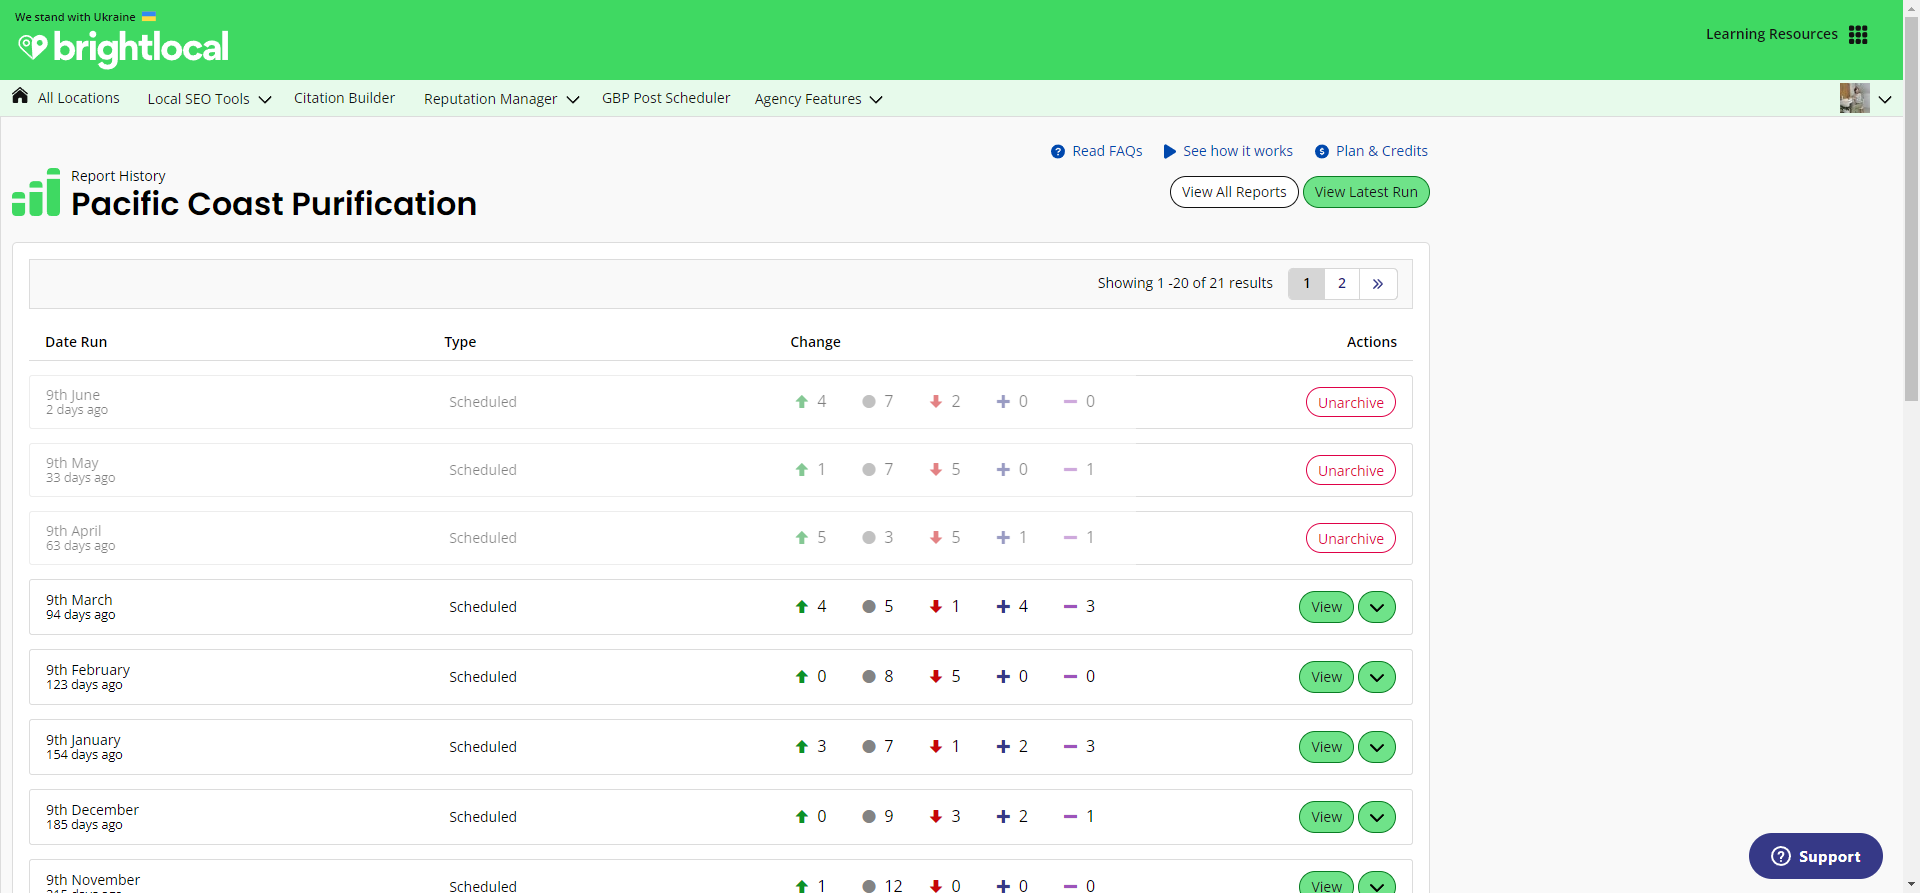 We stand with Ukraine
brightlocal
Learning Resources
All Locations
Local SEO Tools
Citation Builder
Reputation Manager
GBP Post Scheduler
Agency Features
Read FAQs
See how it works
Plan & Credits
Report History
Pacific Coast Purification
View All Reports
View Latest Run
Showing 1 -20 of 21 results
1 2 »
Date Run Type Change Actions
9th June
2 days ago
Scheduled 4 7 2 0 0 Unarchive
9th May
33 days ago
Scheduled 1 7 5 0 1 Unarchive
9th April
63 days ago
Scheduled 5 3 5 1 1 Unarchive
9th March
94 days ago
Scheduled 4 5 1 4 3 View
9th February
123 days ago
Scheduled 0 8 5 0 0 View
9th January
154 days ago
Scheduled 3 7 1 2 3 View
9th December
185 days ago
Scheduled 0 9 3 2 1 View
9th November
Scheduled 1 12 0 0 0 View
Support